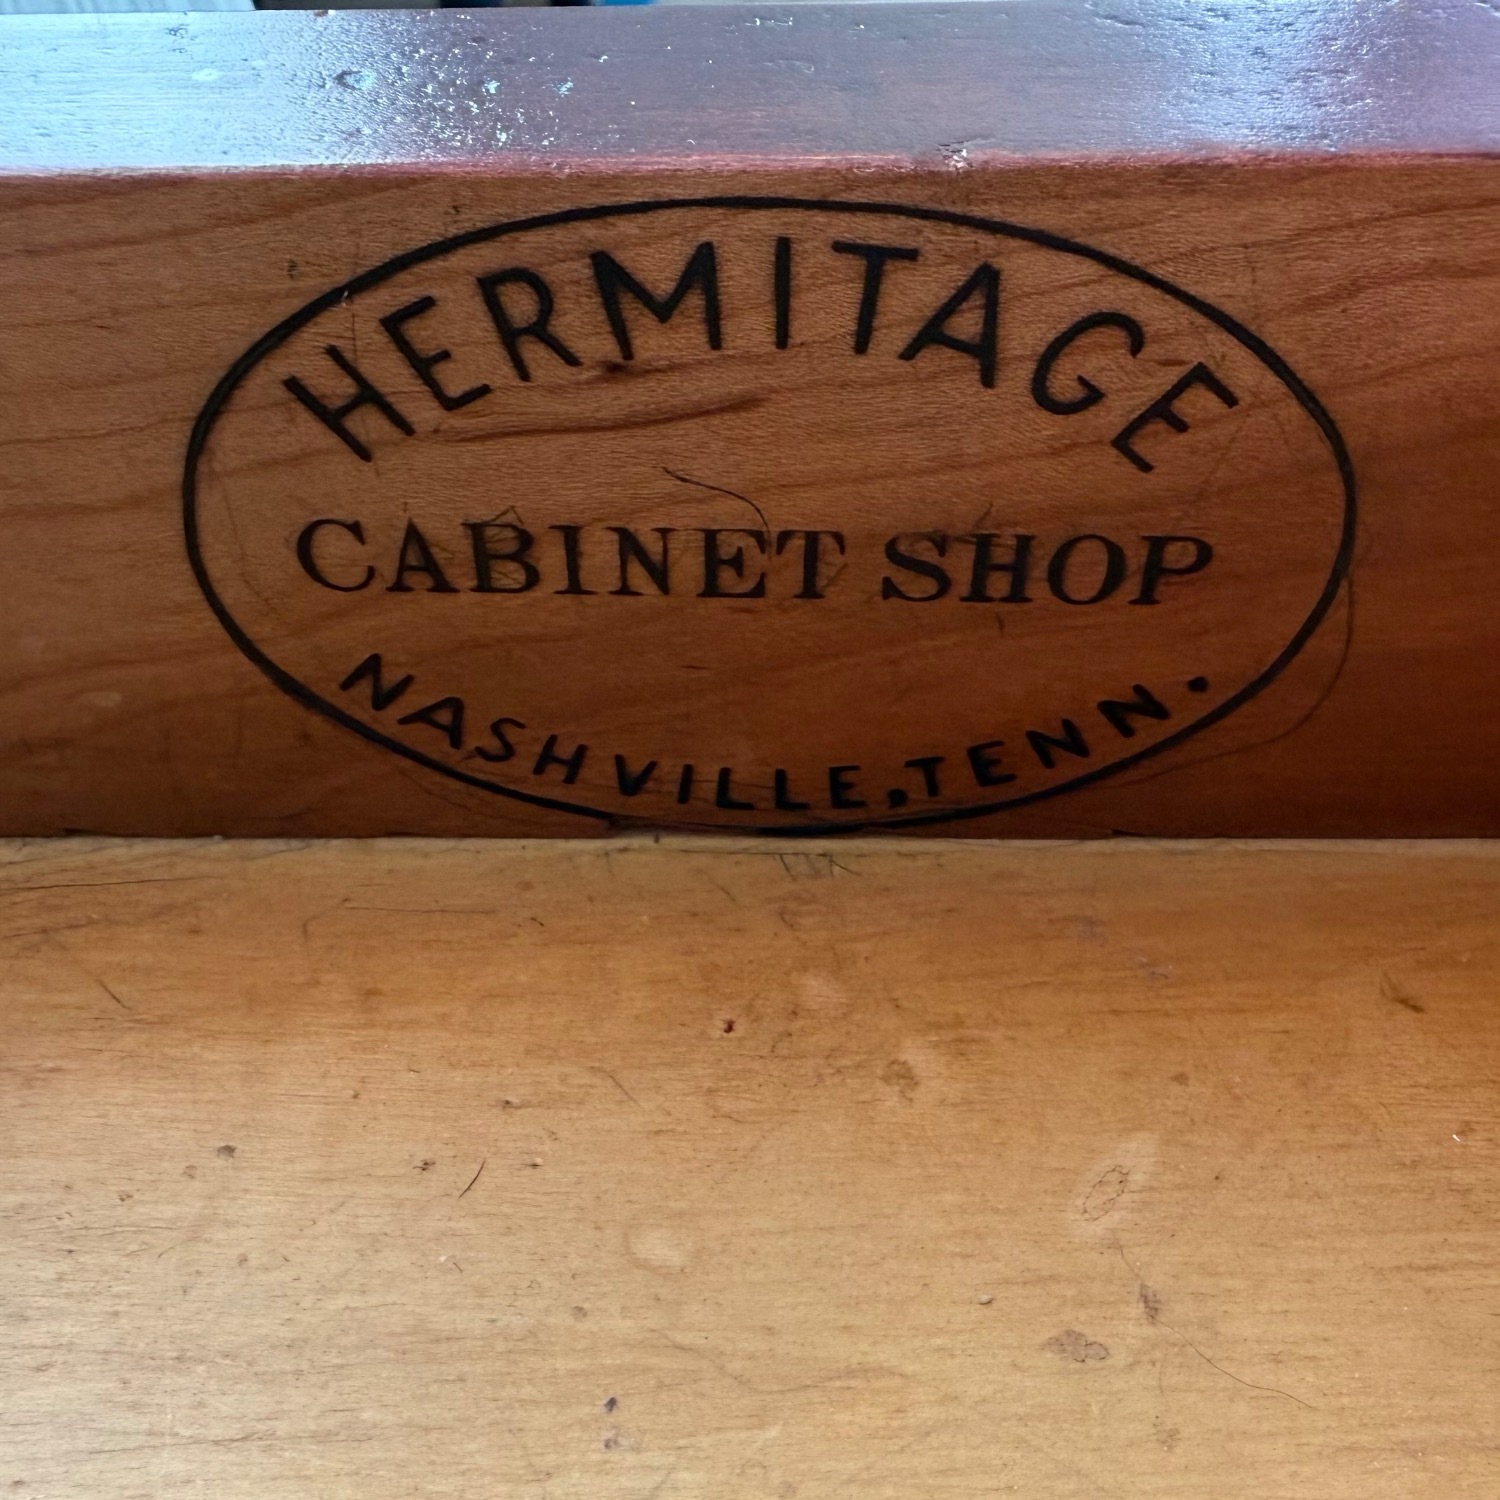 HERMITAGE
CABINET SHOP
NASHVILLE, TENN.